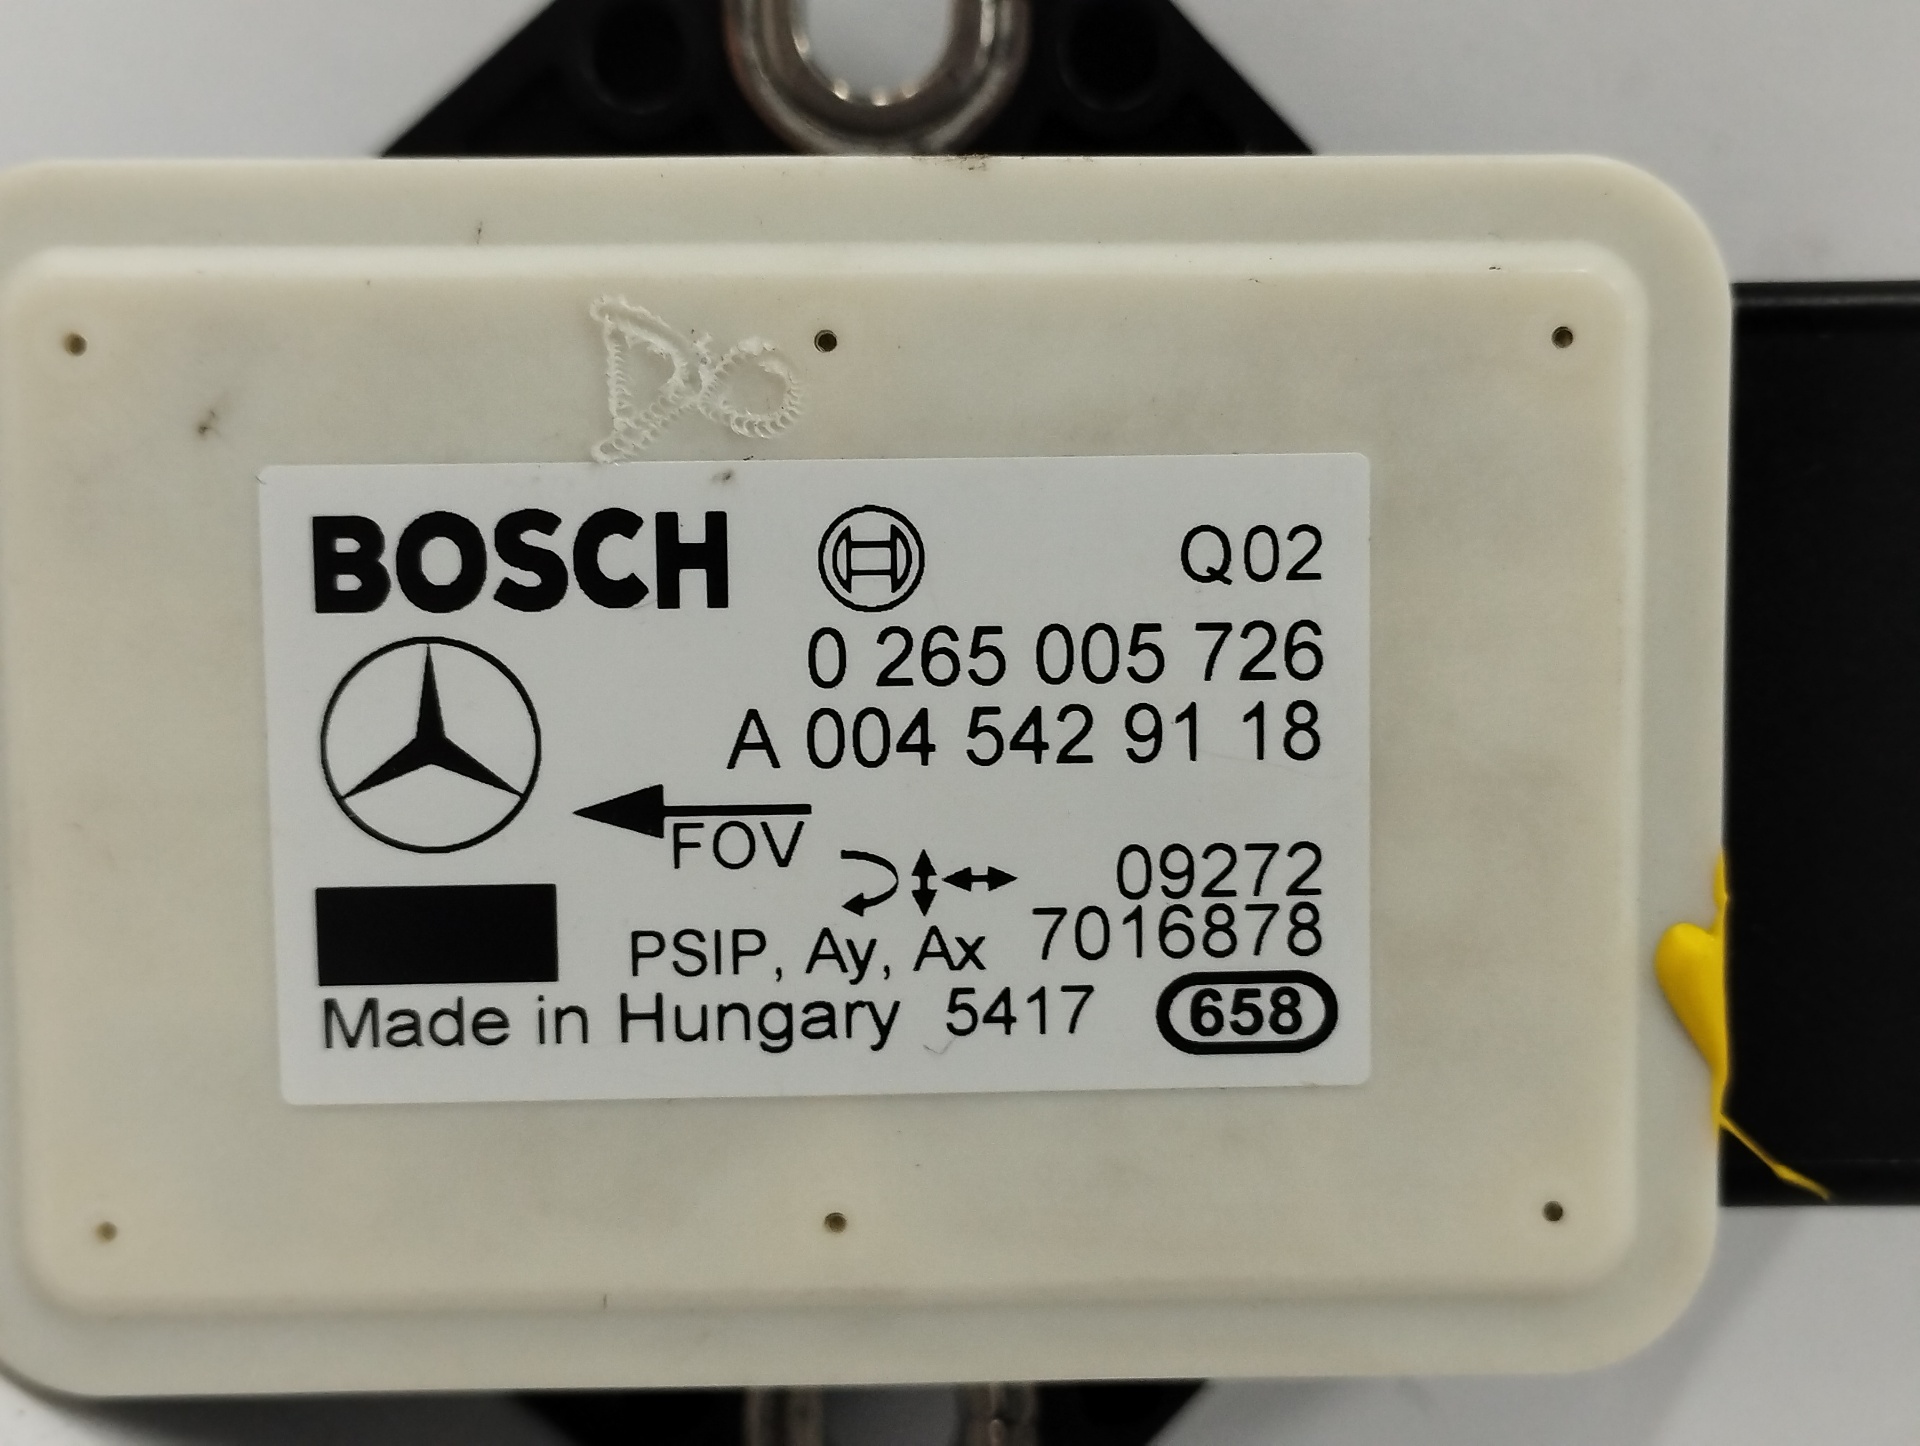 DO
BOSCH Q02
0 265 005 726
A 004 542 91 18
FOV
09272
PSIP, Ay, Ax 7016878
Made in Hungary 5417 658